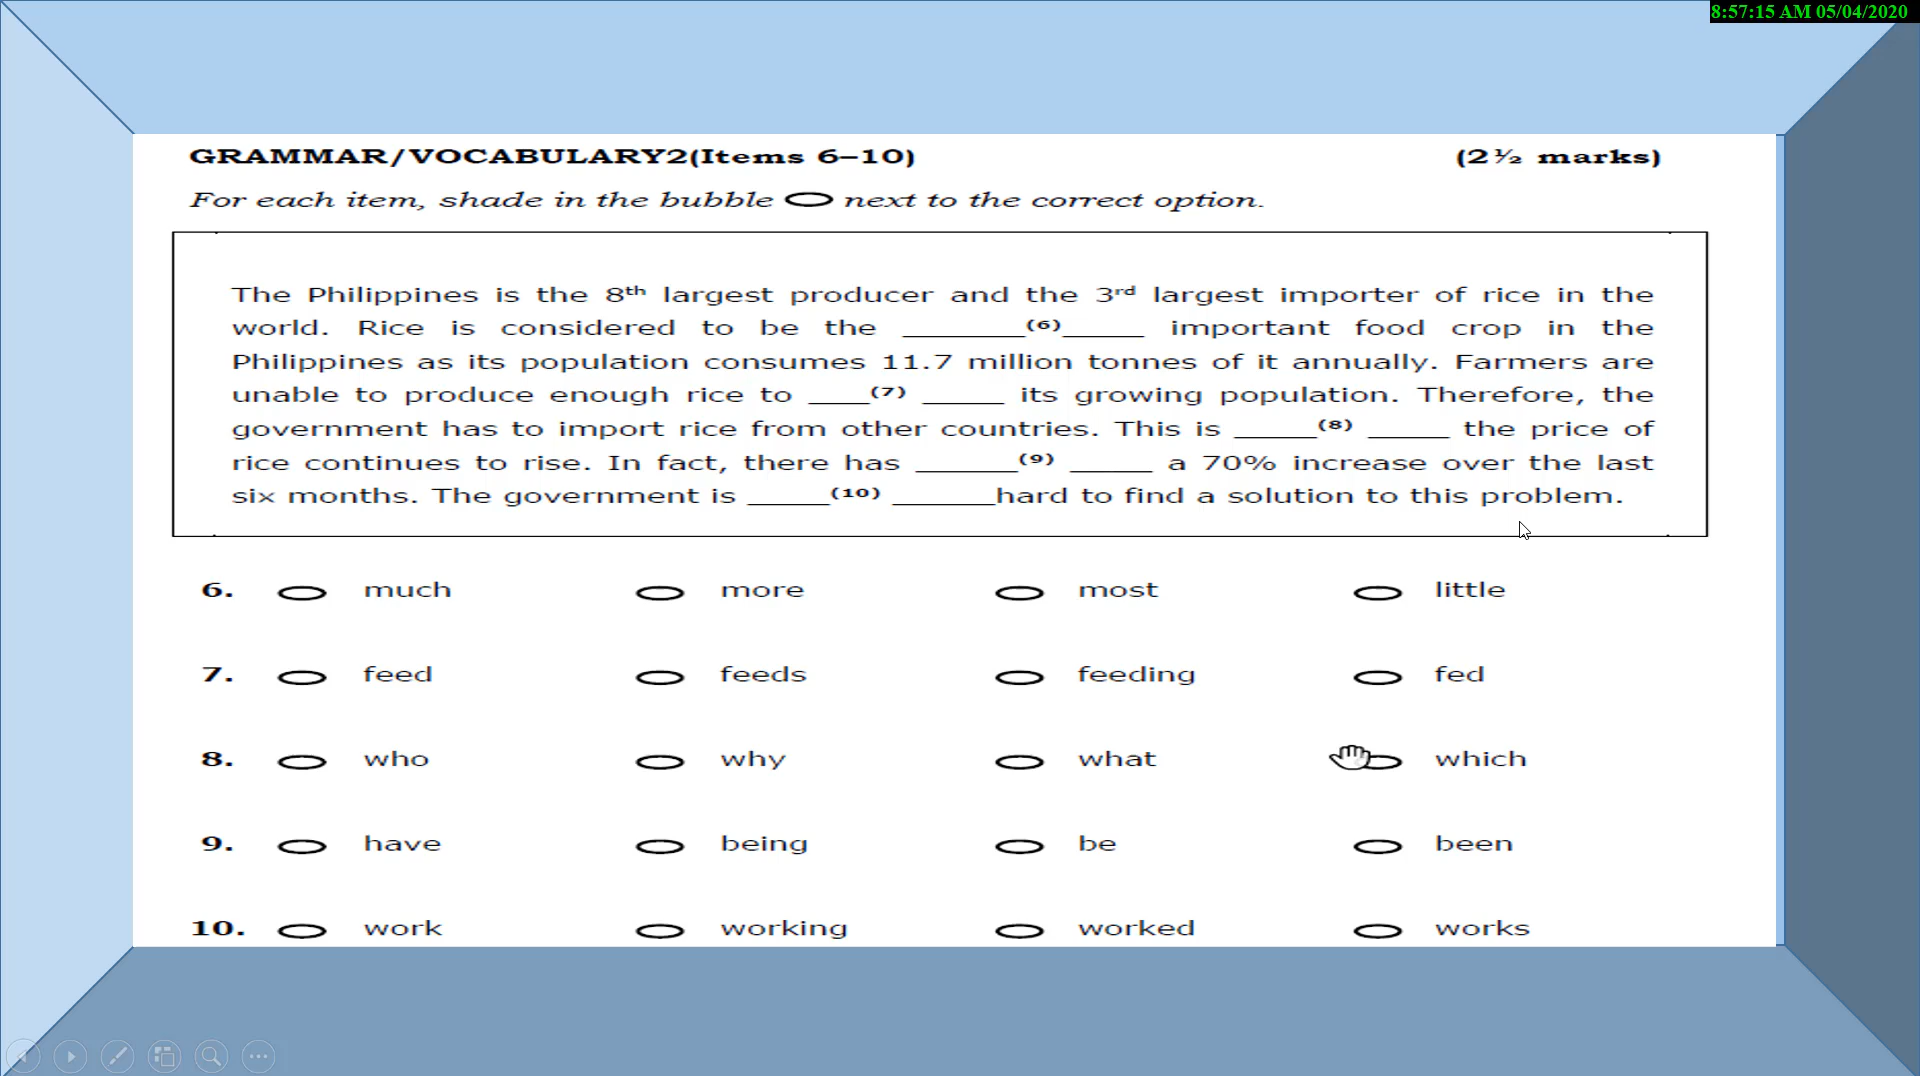 8:57:15 AM 05/04/2020
GRAMMAR/VOCABULARY2(Items 6–10) (2½ marks)
For each item, shade in the bubble next to the correct option.
The Philippines is the 8th largest producer and the 3rd largest importer of rice in the
world. Rice is considered to be the ______(6)______ important food crop in the
Philippines as its population consumes 11.7 million tonnes of it annually. Farmers are
unable to produce enough rice to ____(7) _____ its growing population. Therefore, the
government has to import rice from other countries. This is _____(8) _____ the price of
rice continues to rise. In fact, there has ______(9) _____ a 70% increase over the last
six months. The government is _____(10) ______hard to find a solution to this problem.
6. much more most little
7. feed feeds feeding fed
8. who why what which
9. have being be been
10. work working worked works